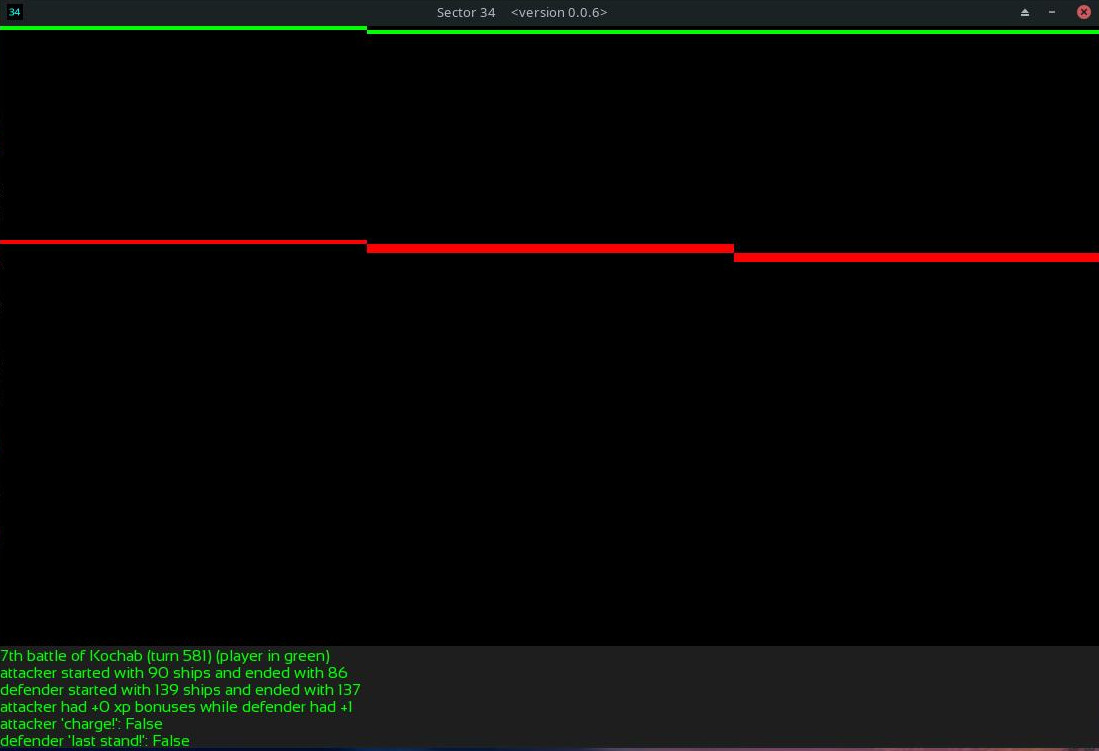 34 Sector 34 <version 0.0.6>
7th battle of Kochab (turn 581) (player in green)
attacker started with 90 ships and ended with 86
defender started with 139 ships and ended with 137
attacker had +0 xp bonuses while defender had +1
attacker 'charge!': False
defender 'last stand!': False